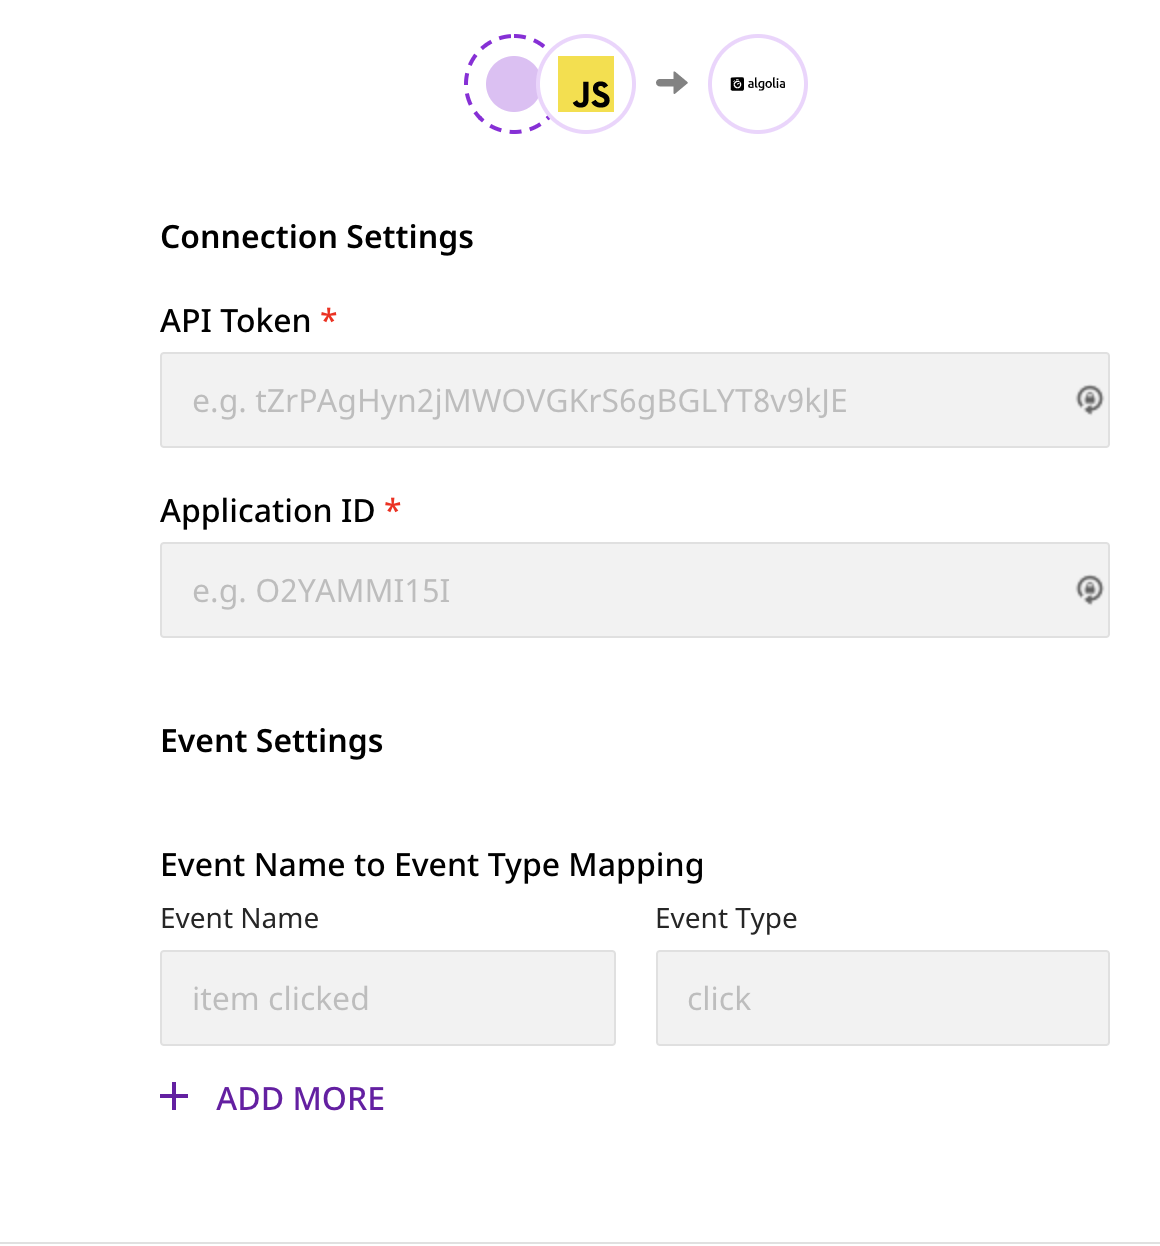 JS
algolia
Connection Settings
API Token *
e.g. tZrPAgHyn2jMWOVGKrS6gBGLYT8v9kJE
Application ID *
e.g. O2YAMMI15I
Event Settings
Event Name to Event Type Mapping
Event Name Event Type
item clicked click
+ ADD MORE